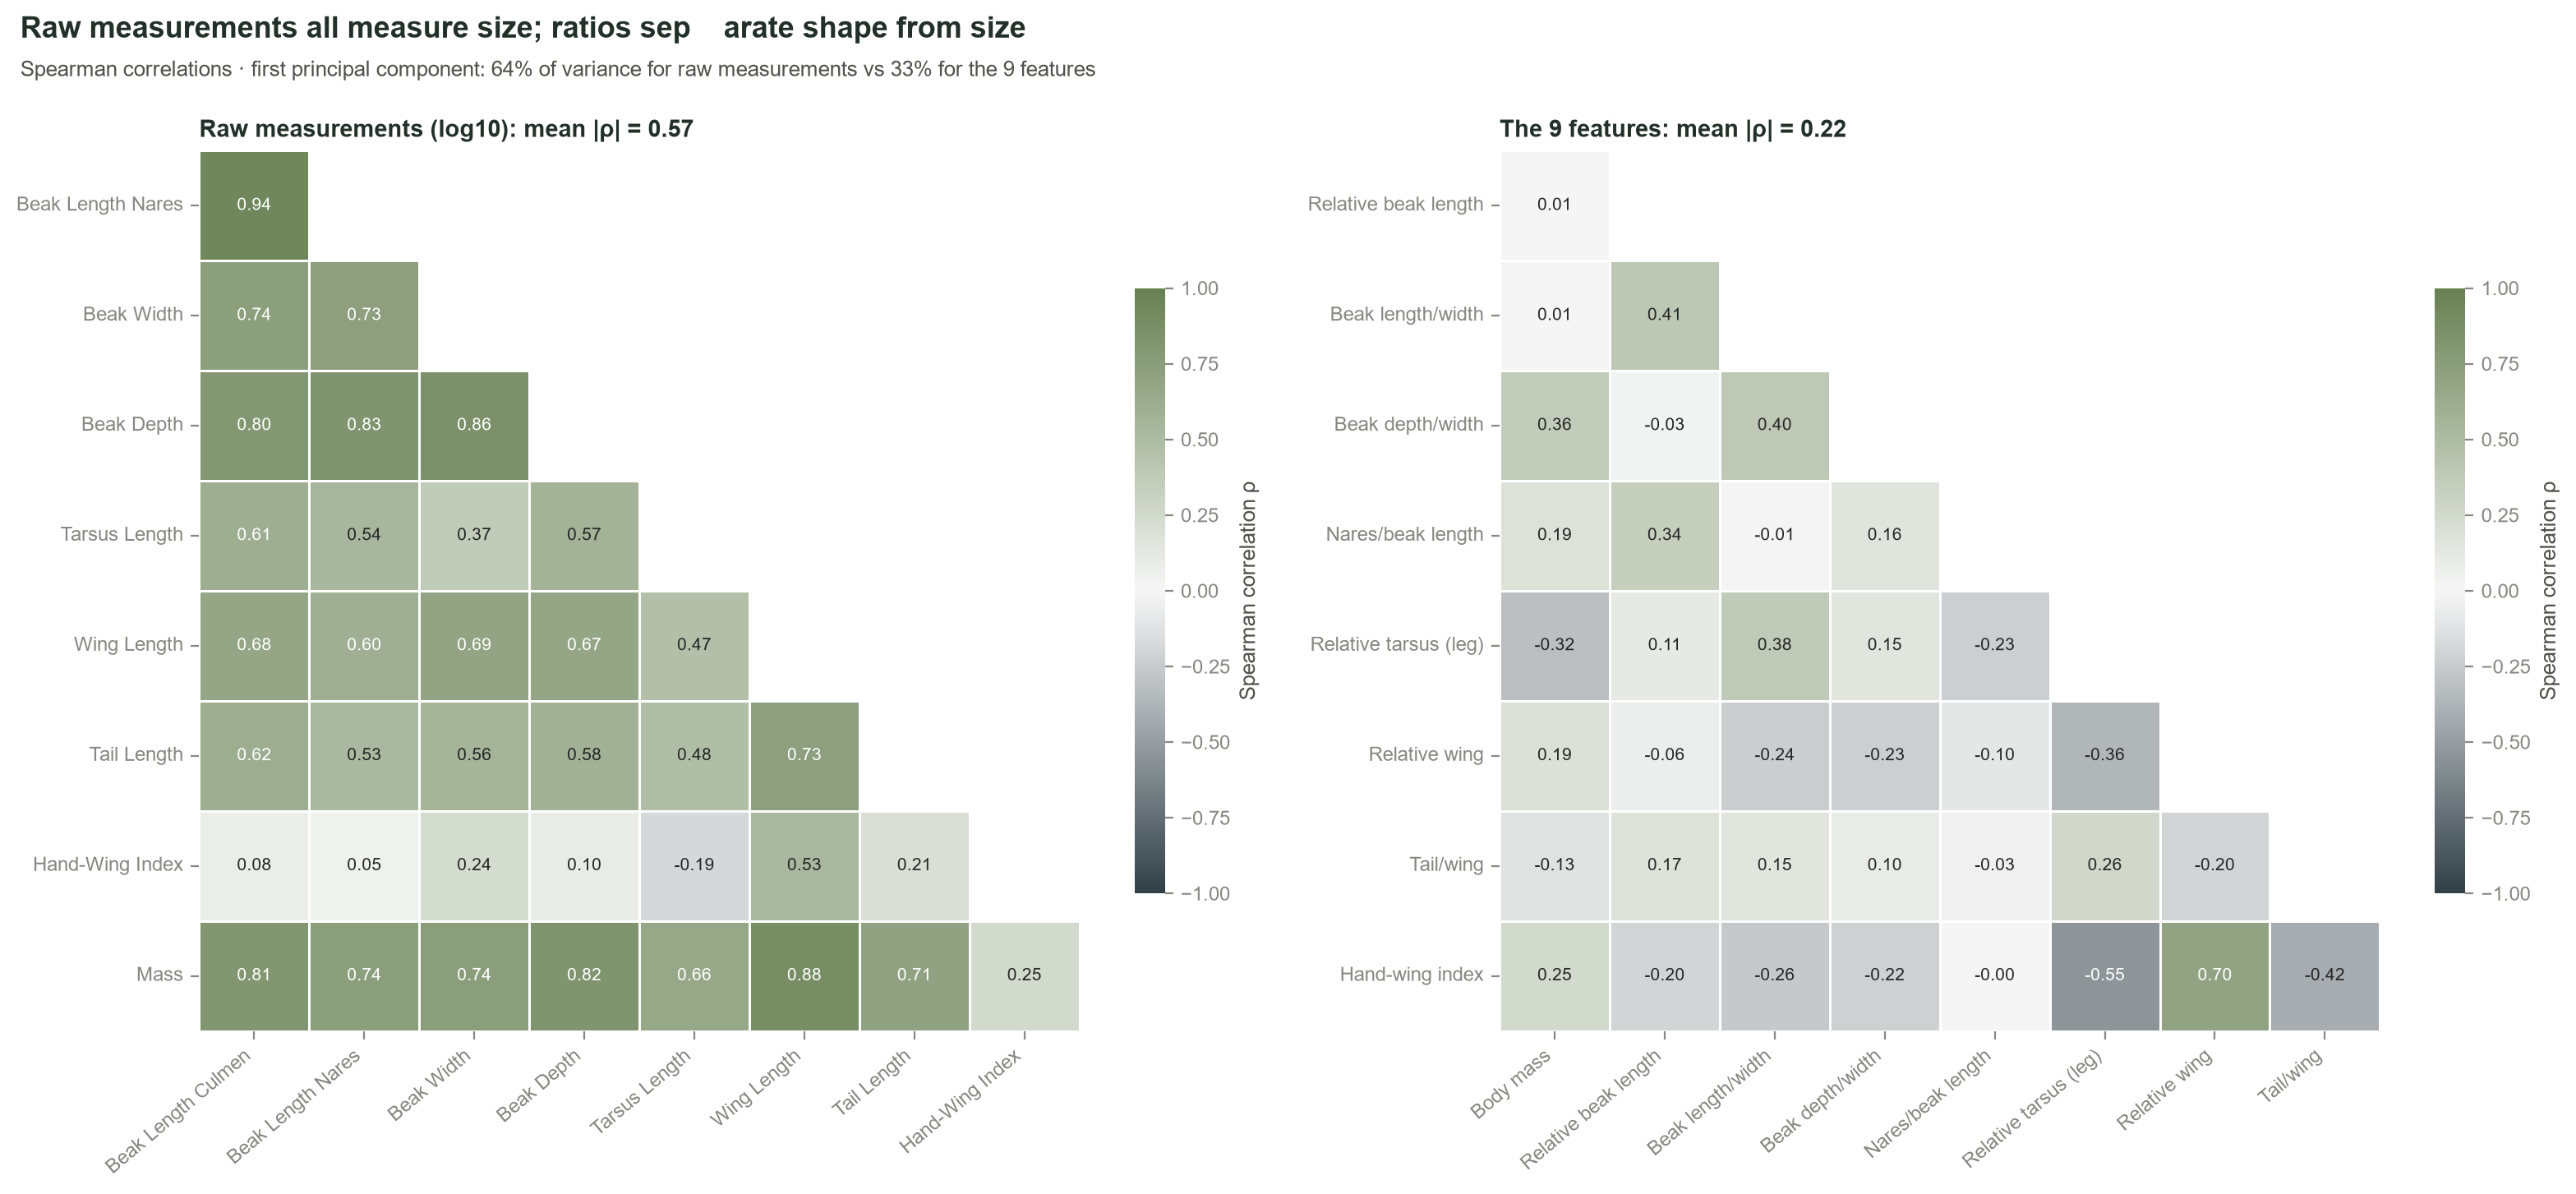 Raw measurements all measure size; ratios sep    arate shape from size
Spearman correlations · first principal component: 64% of variance for raw measurements vs 33% for the 9 features
Raw measurements (log10): mean |ρ| = 0.57
Beak Length Nares 0.94
Beak Width 0.74 0.73
Beak Depth 0.80 0.83 0.86
Tarsus Length 0.61 0.54 0.37 0.57
Wing Length 0.68 0.60 0.69 0.67 0.47
Tail Length 0.62 0.53 0.56 0.58 0.48 0.73
Hand-Wing Index 0.08 0.05 0.24 0.10 -0.19 0.53 0.21
Mass 0.81 0.74 0.74 0.82 0.66 0.88 0.71 0.25
Beak Length Culmen
Beak Length Nares
Beak Width
Beak Depth
Tarsus Length
Wing Length
Tail Length
Hand-Wing Index
1.00
0.75
0.50
0.25
0.00
−0.25
−0.50
−0.75
−1.00
Spearman correlation ρ
The 9 features: mean |ρ| = 0.22
Relative beak length 0.01
Beak length/width 0.01 0.41
Beak depth/width 0.36 -0.03 0.40
Nares/beak length 0.19 0.34 -0.01 0.16
Relative tarsus (leg) -0.32 0.11 0.38 0.15 -0.23
Relative wing 0.19 -0.06 -0.24 -0.23 -0.10 -0.36
Tail/wing -0.13 0.17 0.15 0.10 -0.03 0.26 -0.20
Hand-wing index 0.25 -0.20 -0.26 -0.22 -0.00 -0.55 0.70 -0.42
Body mass
Relative beak length
Beak length/width
Beak depth/width
Nares/beak length
Relative tarsus (leg)
Relative wing
Tail/wing
1.00
0.75
0.50
0.25
0.00
−0.25
−0.50
−0.75
−1.00
Spearman correlation ρ